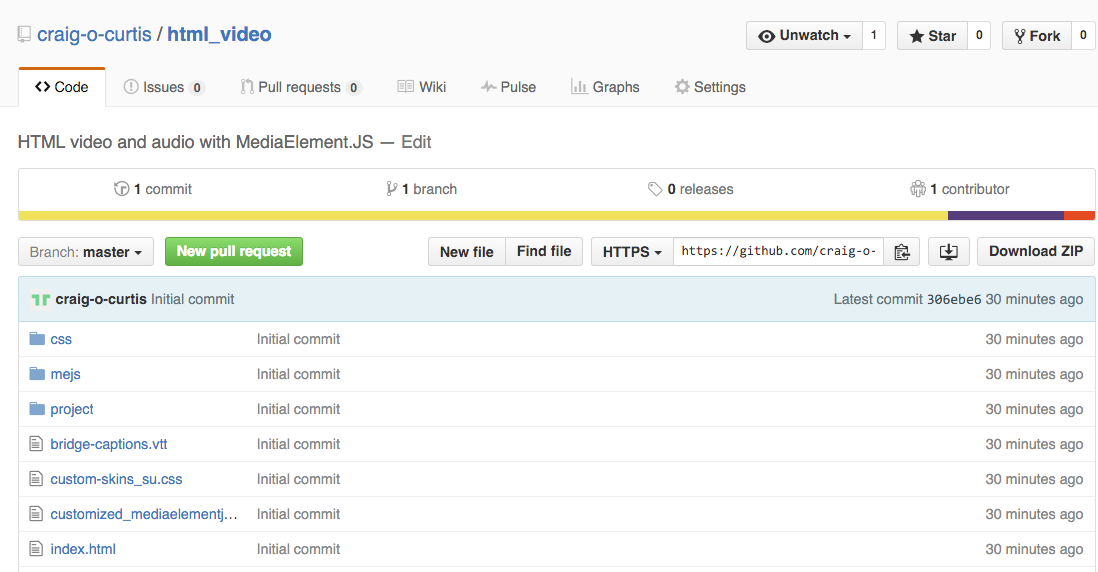 craig-o-curtis / html_video
Unwatch 1 Star 0 Fork 0
Code Issues 0 Pull requests 0 Wiki Pulse Graphs Settings
HTML video and audio with MediaElement.JS — Edit
1 commit 1 branch 0 releases 1 contributor
Branch: master New pull request New file Find file HTTPS https://github.com/craig-o- Download ZIP
craig-o-curtis Initial commit Latest commit 306ebe6 30 minutes ago
css Initial commit 30 minutes ago
mejs Initial commit 30 minutes ago
project Initial commit 30 minutes ago
bridge-captions.vtt Initial commit 30 minutes ago
custom-skins_su.css Initial commit 30 minutes ago
customized_mediaelementj... Initial commit 30 minutes ago
index.html Initial commit 30 minutes ago